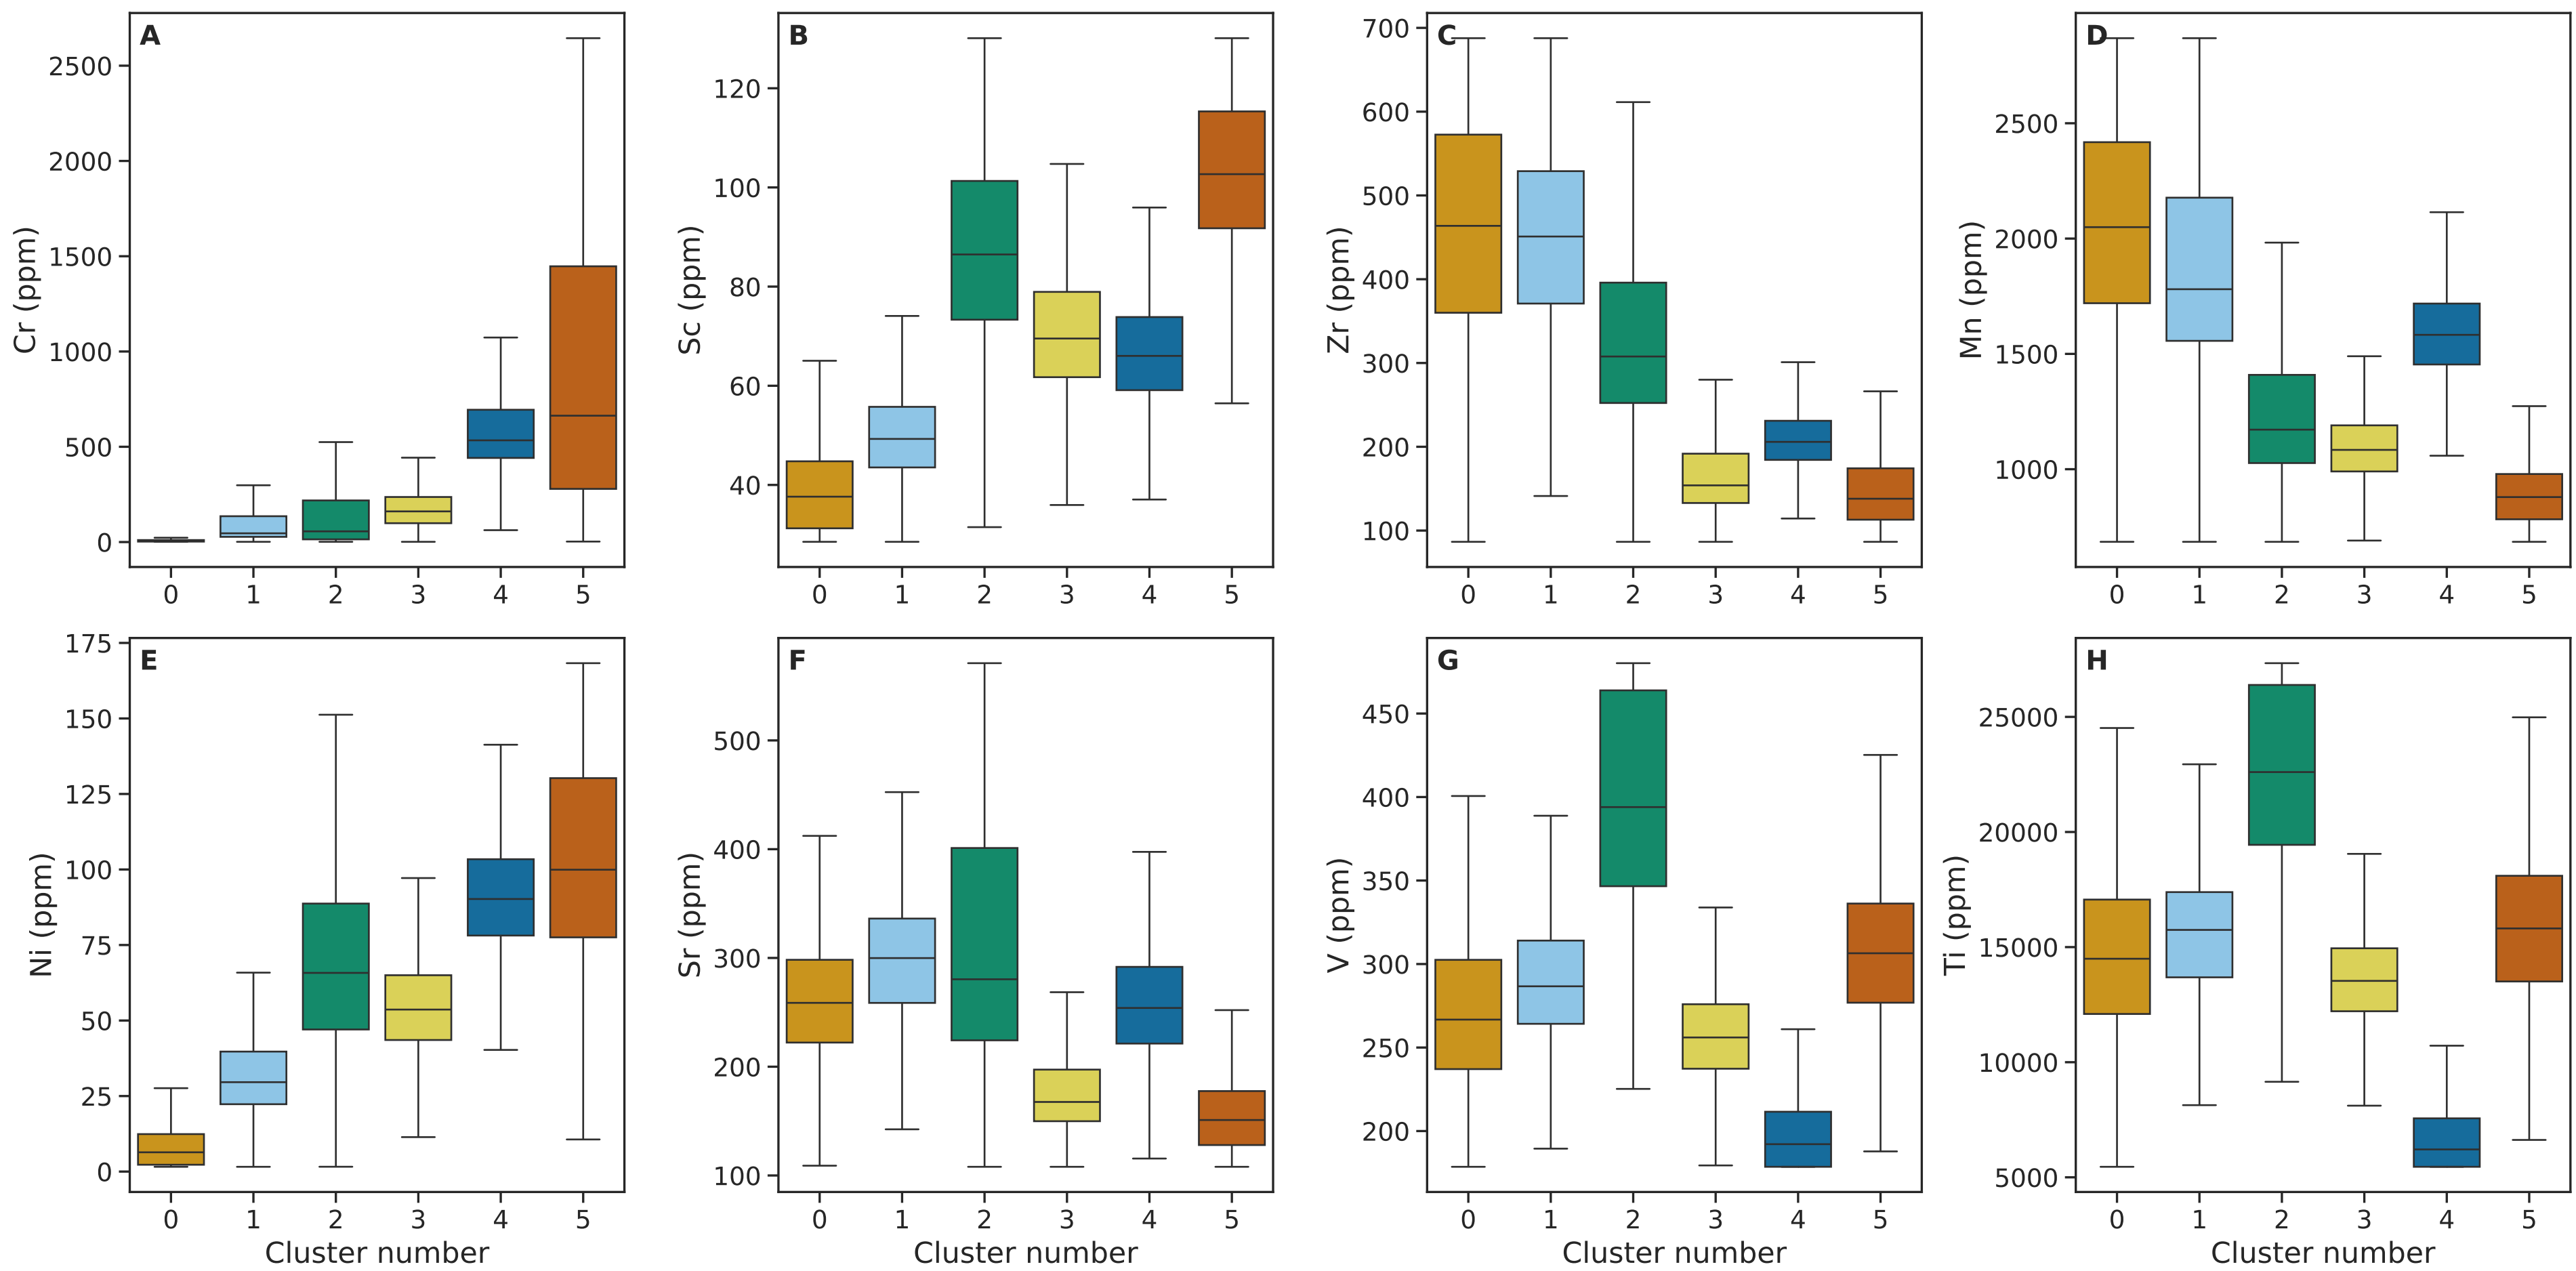 A
Cr (ppm)
2500
2000
1500
1000
500
0
0 1 2 3 4 5
B
Sc (ppm)
120
100
80
60
40
0 1 2 3 4 5
C
Zr (ppm)
700
600
500
400
300
200
100
0 1 2 3 4 5
D
Mn (ppm)
2500
2000
1500
1000
0 1 2 3 4 5
E
Ni (ppm)
175
150
125
100
75
50
25
0
0 1 2 3 4 5
Cluster number
F
Sr (ppm)
500
400
300
200
100
0 1 2 3 4 5
Cluster number
G
V (ppm)
450
400
350
300
250
200
0 1 2 3 4 5
Cluster number
H
Ti (ppm)
25000
20000
15000
10000
5000
0 1 2 3 4 5
Cluster number